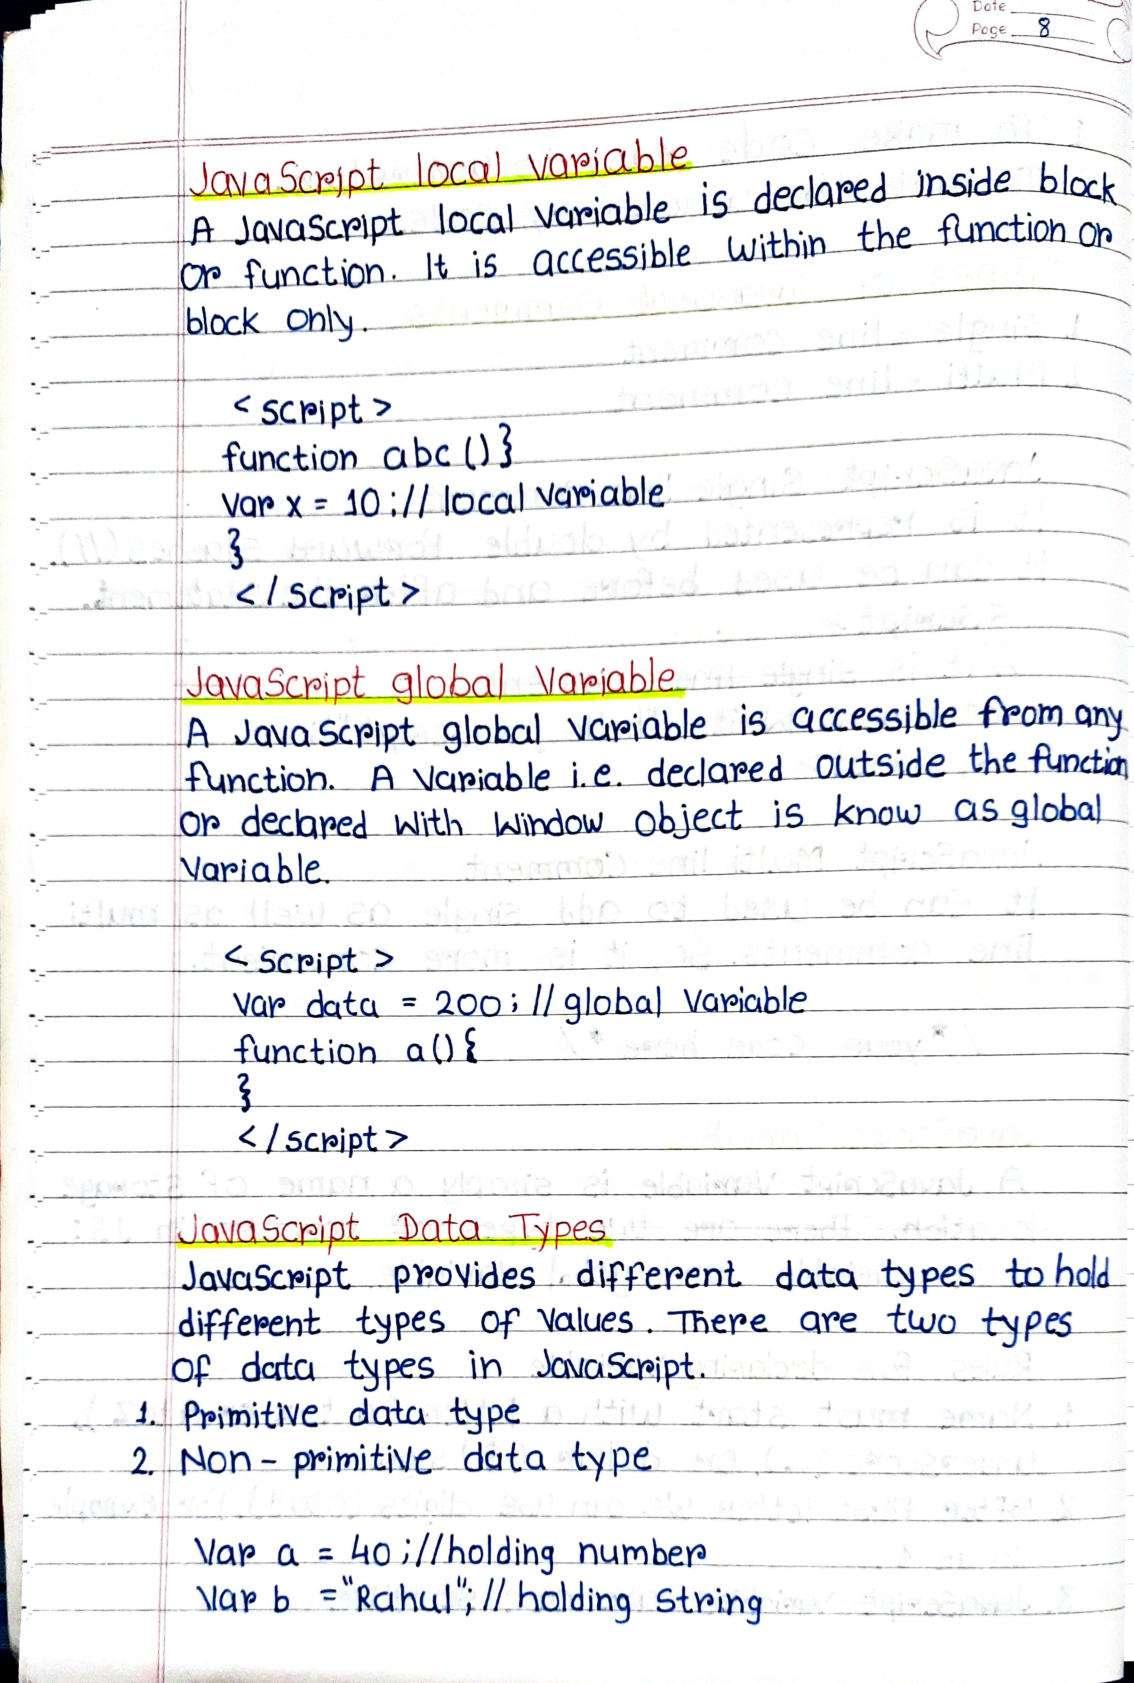 Date
Page 8
JavaScript local variable
A JavaScript local variable is declared inside block
or function. It is accessible within the function or
block only.
<script>
function abc (){
var x = 10;// local variable
}
</script>
JavaScript global variable
A JavaScript global variable is accessible from any
function. A variable i.e. declared outside the function
or declared with window object is know as global
variable.
<script>
var data = 200; // global variable
function a(){
}
</script>
JavaScript Data Types
JavaScript provides different data types to hold
different types of values. There are two types
of data types in JavaScript.
1. Primitive data type
2. Non-primitive data type
Var a = 40;//holding number
Var b ="Rahul"; // holding string